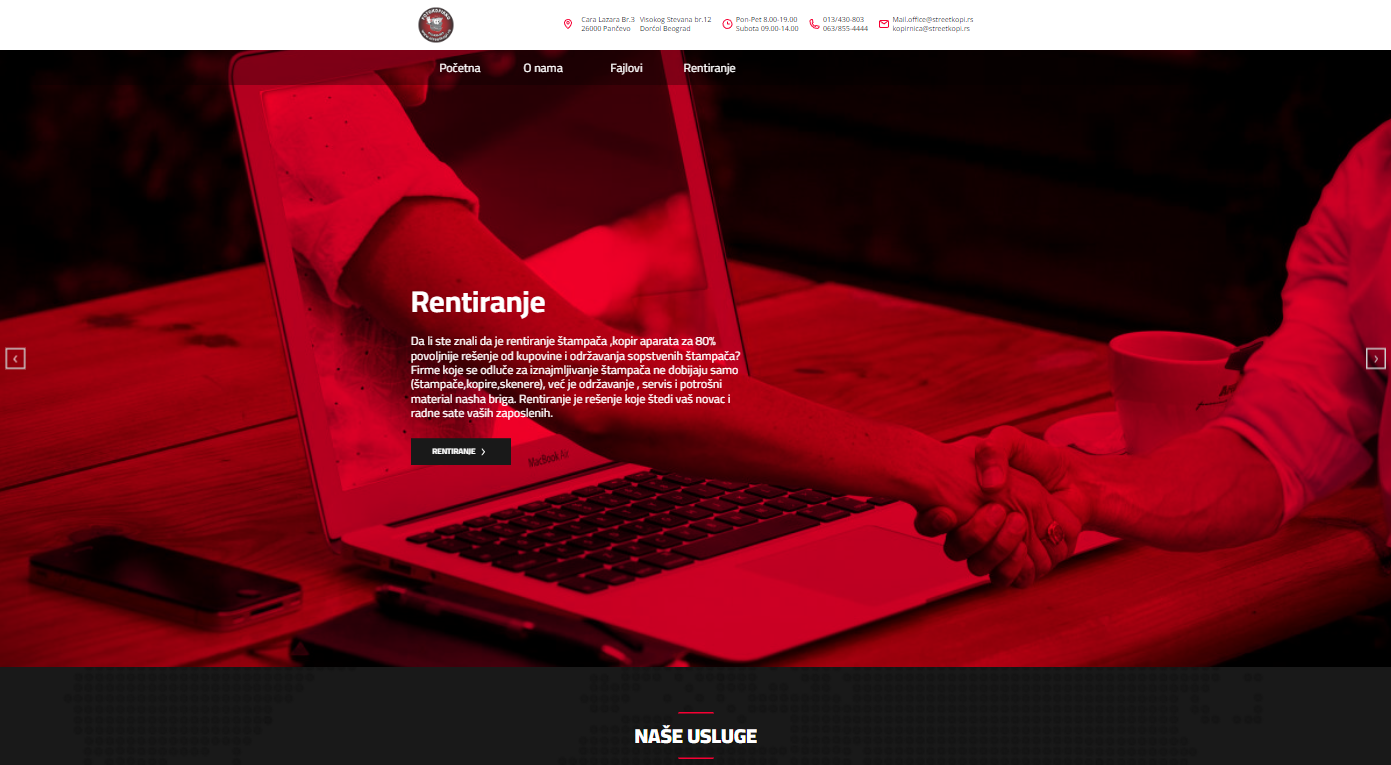 Cara Lazara Br.3 Visokog Stevana br.12
26000 Pančevo Dorćol Beograd
Pon-Pet 8.00-19.00
Subota 09.00-14.00
013/430-803
063/855-4444
Mail.office@streetkopi.rs
kopirnica@streetkopi.rs
Početna O nama Fajlovi Rentiranje
Rentiranje
Da li ste znali da je rentiranje štampača ,kopir aparata za 80%
povoljnije rešenje od kupovine i održavanja sopstvenih štampača?
Firme koje se odluče za iznajmljivanje štampača ne dobijaju samo
(štampače,kopire,skenere), već je održavanje , servis i potrošni
material nasha briga. Rentiranje je rešenje koje štedi vaš novac i
radne sate vaših zaposlenih.
RENTIRANJE
MacBook Air
NAŠE USLUGE